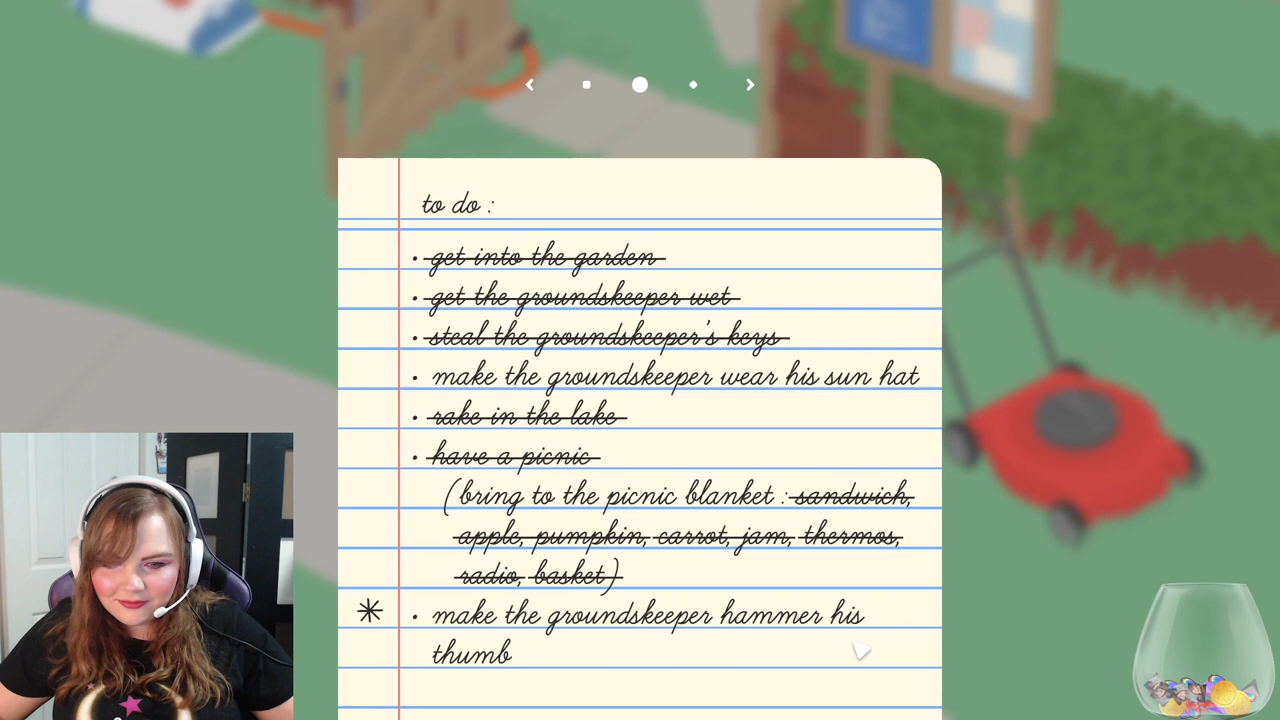 to do :
• get into the garden
• get the groundskeeper wet
• steal the groundskeeper's keys
• make the groundskeeper wear his sun hat
• rake in the lake
• have a picnic
(bring to the picnic blanket : sandwich,
apple, pumpkin, carrot, jam, thermos,
radio, basket)
• make the groundskeeper hammer his
thumb